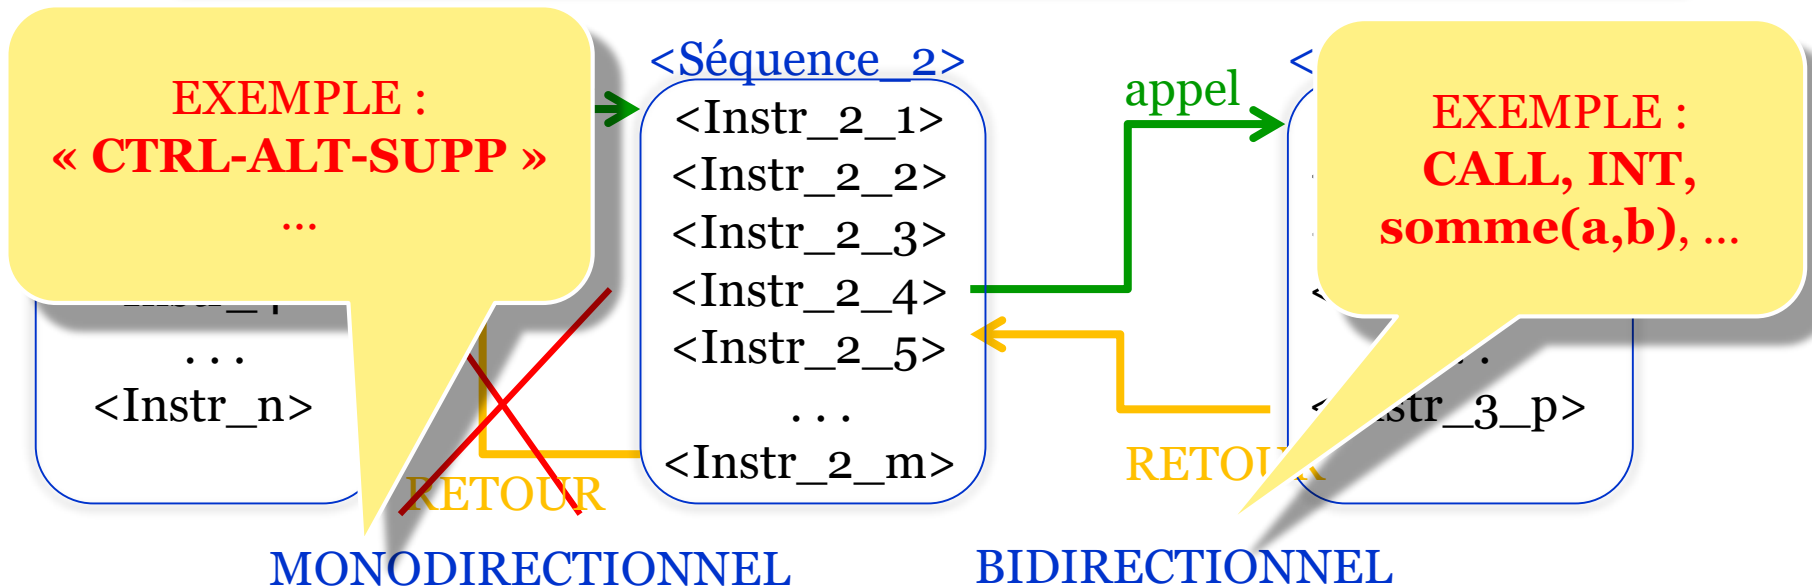 EXEMPLE :
« CTRL-ALT-SUPP »
...
. . .
<Instr_n>
RETOUR
MONODIRECTIONNEL
<Séquence_2>
<Instr_2_1>
<Instr_2_2>
<Instr_2_3>
<Instr_2_4>
<Instr_2_5>
. . .
<Instr_2_m>
appel
RETOUR
BIDIRECTIONNEL
EXEMPLE :
CALL, INT,
somme(a,b), ...